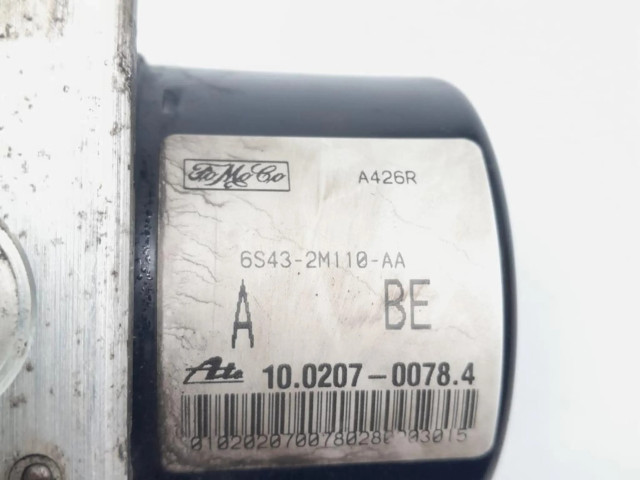 FoMoCo A426R
6S43-2M110-AA
A BE
Ate 10.0207-0078.4